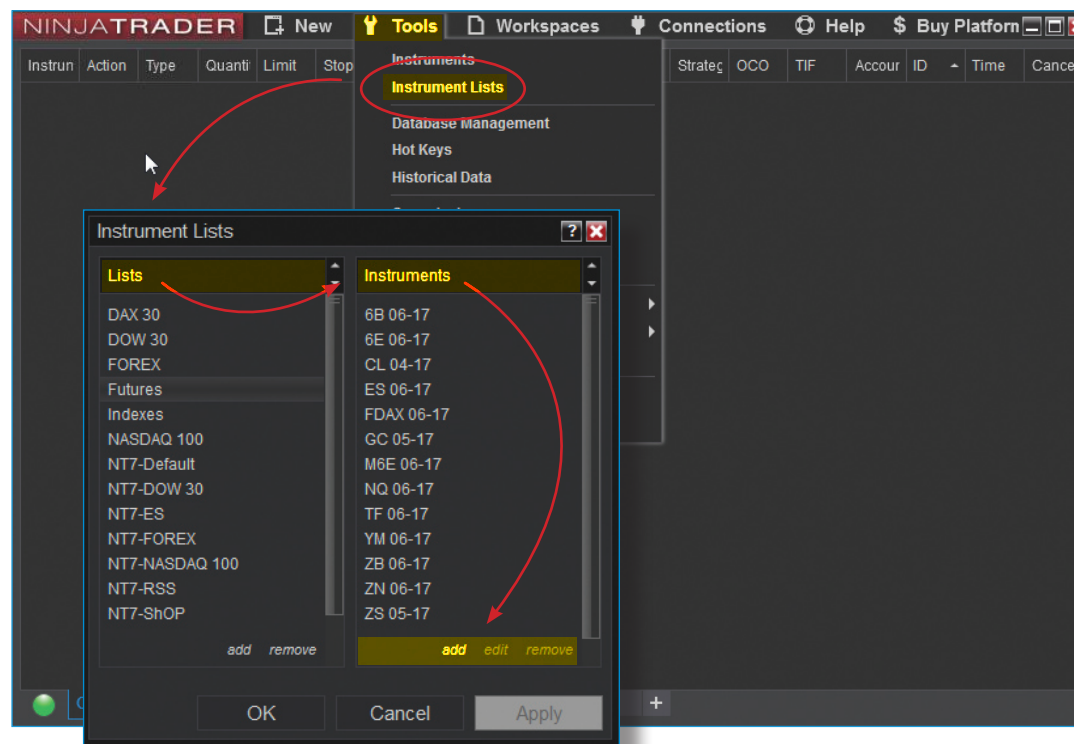 NINJATRADER New Tools Workspaces Connections Help $ Buy Platforn
Instrun Action Type Quanti Limit Stop Strateg OCO TIF Accour ID Time Cance
Instruments
Instrument Lists
Database Management
Hot Keys
Historical Data
Instrument Lists ?
Lists Instruments
DAX 30 6B 06-17
DOW 30 6E 06-17
FOREX CL 04-17
Futures ES 06-17
Indexes FDAX 06-17
NASDAQ 100 GC 05-17
NT7-Default M6E 06-17
NT7-DOW 30 NQ 06-17
NT7-ES TF 06-17
NT7-FOREX YM 06-17
NT7-NASDAQ 100 ZB 06-17
NT7-RSS ZN 06-17
NT7-ShOP ZS 05-17
add remove add edit remove
OK Cancel Apply